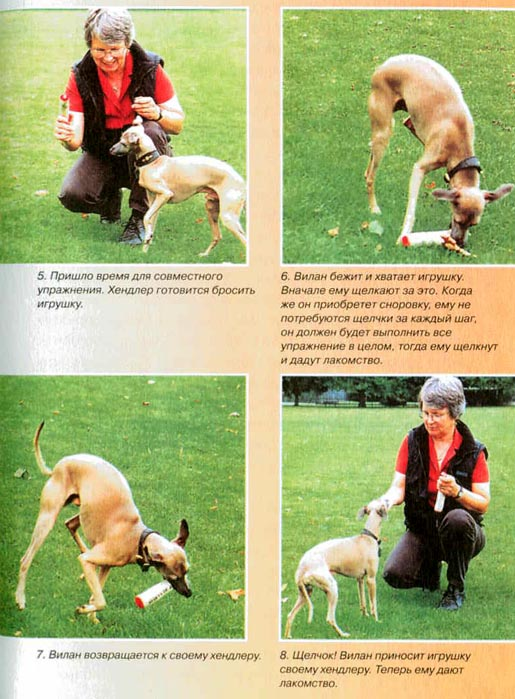 5. Пришло время для совместного
упражнения. Хендлер готовится бросить
игрушку.
6. Вилан бежит и хватает игрушку.
Вначале ему щелкают за это. Когда
же он приобретет сноровку, ему не
потребуются щелчки за каждый шаг,
он должен будет выполнить все
упражнение в целом, тогда ему щелкнут
и дадут лакомство.
7. Вилан возвращается к своему хендлеру.
8. Щелчок! Вилан приносит игрушку
своему хендлеру. Теперь ему дают
лакомство.